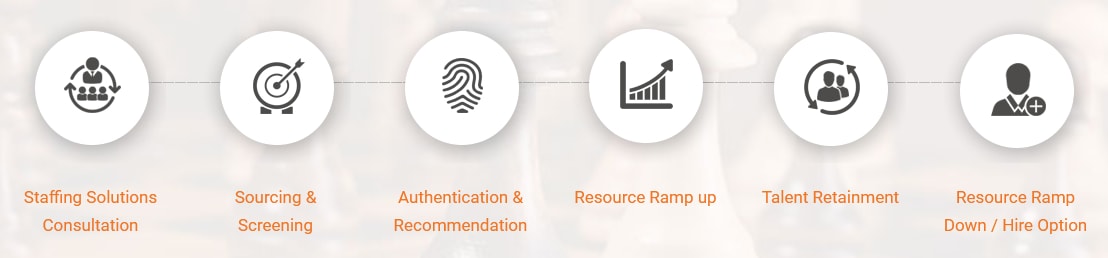 Staffing Solutions
Consultation
Sourcing &
Screening
Authentication &
Recommendation
Resource Ramp up
Talent Retainment
Resource Ramp
Down / Hire Option